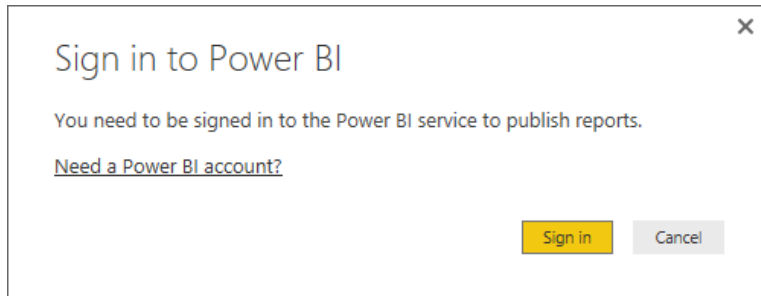 Sign in to Power BI
You need to be signed in to the Power BI service to publish reports.
Need a Power BI account?
Sign in
Cancel